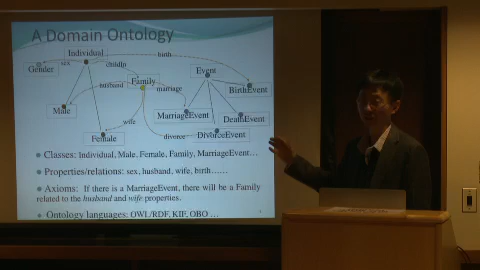 A Domain Ontology
Individual
birth
sex
childIn
Gender
Event
Family
husband
marriage
BirthEvent
Male
MarriageEvent
DeathEvent
wife
Female
divorce
DivorceEvent
Classes: Individual, Male, Female, Family, MarriageEvent…
Properties/relations: sex, husband, wife, birth……
Axioms: If there is a MarriageEvent, there will be a Family
related to the husband and wife properties.
Ontology languages: OWL/RDF, KIF, OBO …